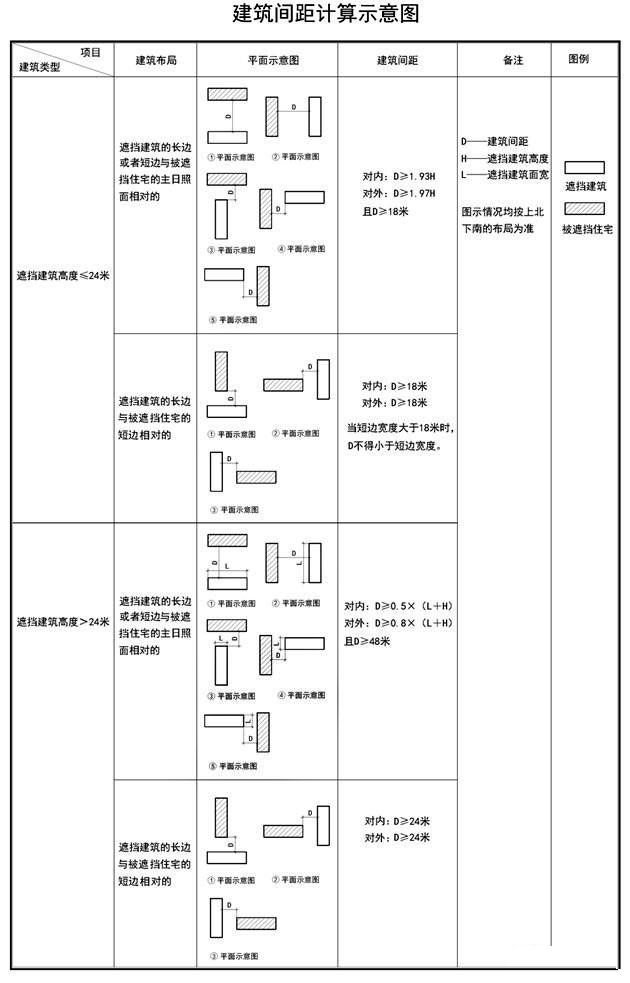 建筑间距计算示意图
项目
建筑类型
建筑布局
平面示意图
建筑间距
备注
图例
遮挡建筑高度≤24米
遮挡建筑的长边
或者短边与被遮
挡住宅的主日照
面相对的
D
① 平面示意图
D
② 平面示意图
D
③ 平面示意图
D
④ 平面示意图
D
⑤ 平面示意图
对内: D≥1.93H
对外: D≥1.97H
且D≥18米
D——建筑间距
H——遮挡建筑高度
L——遮挡建筑面宽
图示情况均按上北
下南的布局为准
遮挡建筑
被遮挡住宅
遮挡建筑的长边
与被遮挡住宅的
短边相对的
D
① 平面示意图
D
② 平面示意图
D
③ 平面示意图
对内: D≥18米
对外: D≥18米
当短边宽度大于18米时,
D不得小于短边宽度。
遮挡建筑高度>24米
遮挡建筑的长边
或者短边与被遮
挡住宅的主日照
面相对的
D
L
① 平面示意图
D
L
② 平面示意图
L
D
③ 平面示意图
L
D
④ 平面示意图
L
D
⑤ 平面示意图
对内: D≥0.5×(L+H)
对外: D≥0.8×(L+H)
且D≥48米
遮挡建筑的长边
与被遮挡住宅的
短边相对的
D
① 平面示意图
D
② 平面示意图
D
③ 平面示意图
对内: D≥24米
对外: D≥24米